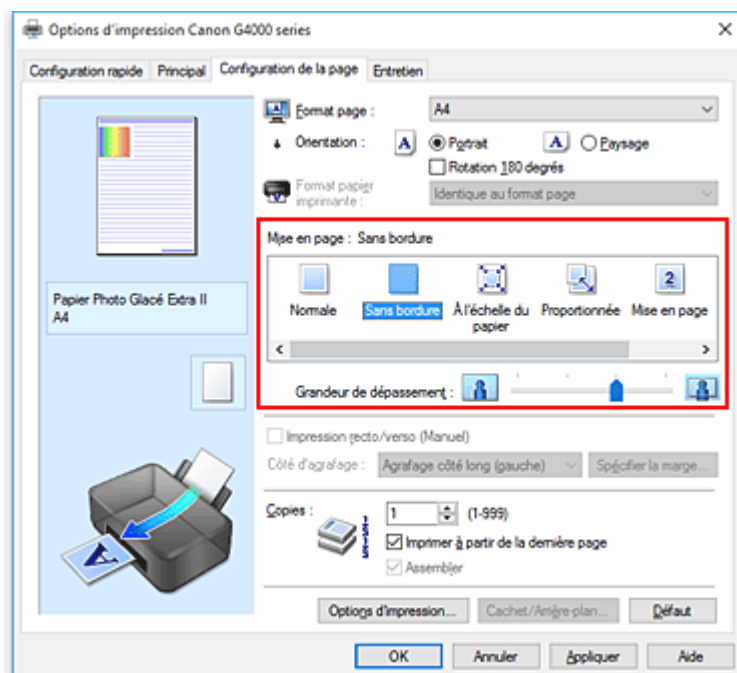 Options d'impression Canon G4000 series
Configuration rapide Principal Configuration de la page Entretien
Format page : A4
Orientation : A Portrait A Paysage
Rotation 180 degrés
Format papier
imprimante : Identique au format page
Mise en page : Sans bordure
Normale Sans bordure À l'échelle du papier Proportionnée Mise en page
2
Grandeur de dépassement :
Papier Photo Glacé Extra II
A4
Impression recto/verso (Manuel)
Côté d'agrafage : Agrafage côté long (gauche) Spécifier la marge...
Copies : 1 (1-999)
Imprimer à partir de la dernière page
Assembler
A
Options d'impression... Cachet/Arrière-plan... Défaut
OK Annuler Appliquer Aide